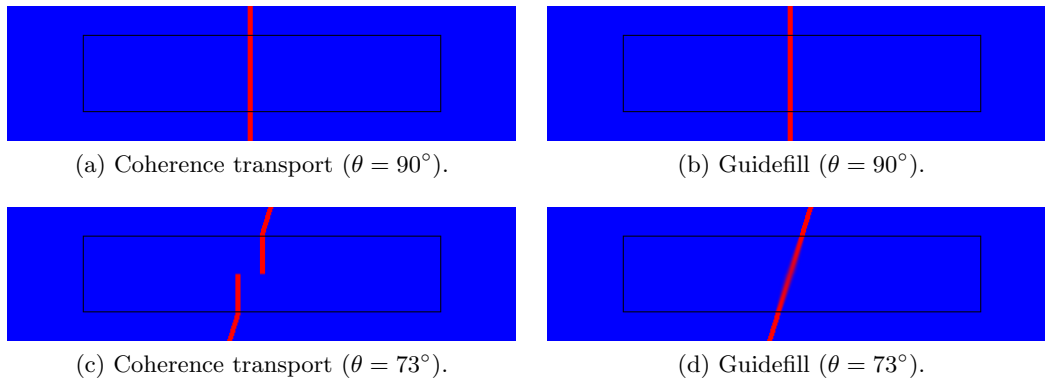 (a) Coherence transport (θ = 90°).
(b) Guidefill (θ = 90°).
(c) Coherence transport (θ = 73°).
(d) Guidefill (θ = 73°).